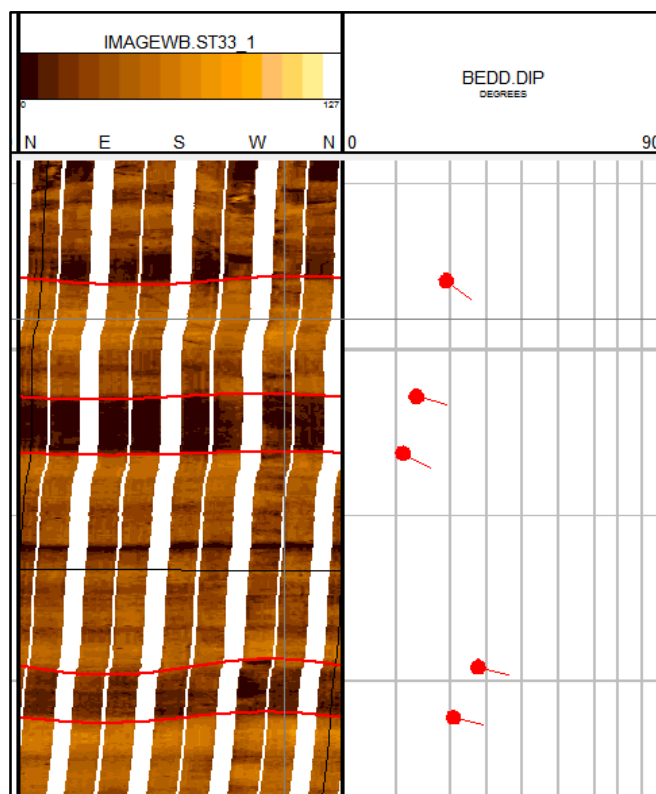 IMAGEWB.ST33_1
0 127
N E S W N
BEDD.DIP
DEGREES
0 90